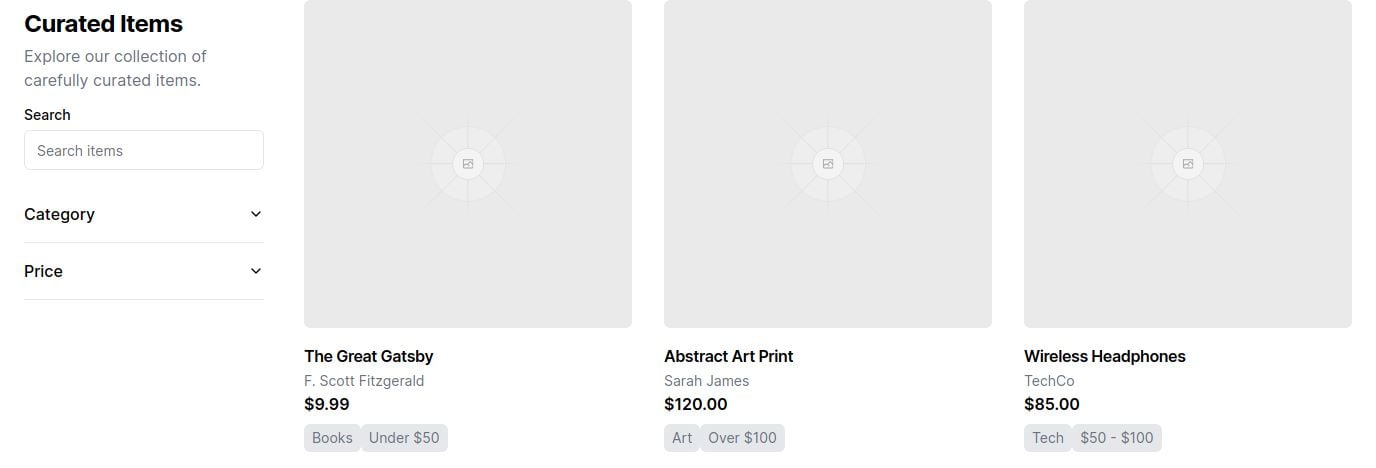 Curated Items
Explore our collection of
carefully curated items.
Search
Search items
Category
Price
The Great Gatsby
F. Scott Fitzgerald
$9.99
Books Under $50
Abstract Art Print
Sarah James
$120.00
Art Over $100
Wireless Headphones
TechCo
$85.00
Tech $50 - $100